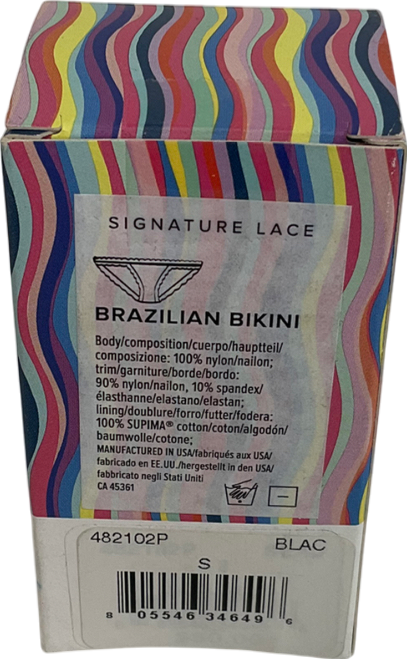 SIGNATURE LACE
BRAZILIAN BIKINI
Body/composition/cuerpo/hauptteil/
composizione: 100% nylon/nailon;
trim/garniture/borde/bordo:
90% nylon/nailon, 10% spandex/
élasthanne/elastano/elastan;
lining/doublure/forro/futter/fodera:
100% SUPIMA® cotton/coton/algodón/
baumwolle/cotone;
MANUFACTURED IN USA/fabriqués aux USA/
fabricado en EE.UU./hergestellt in den USA/
fabbricato negli Stati Uniti
CA 45361
482102P BLAC
S
8 05546 34649 6